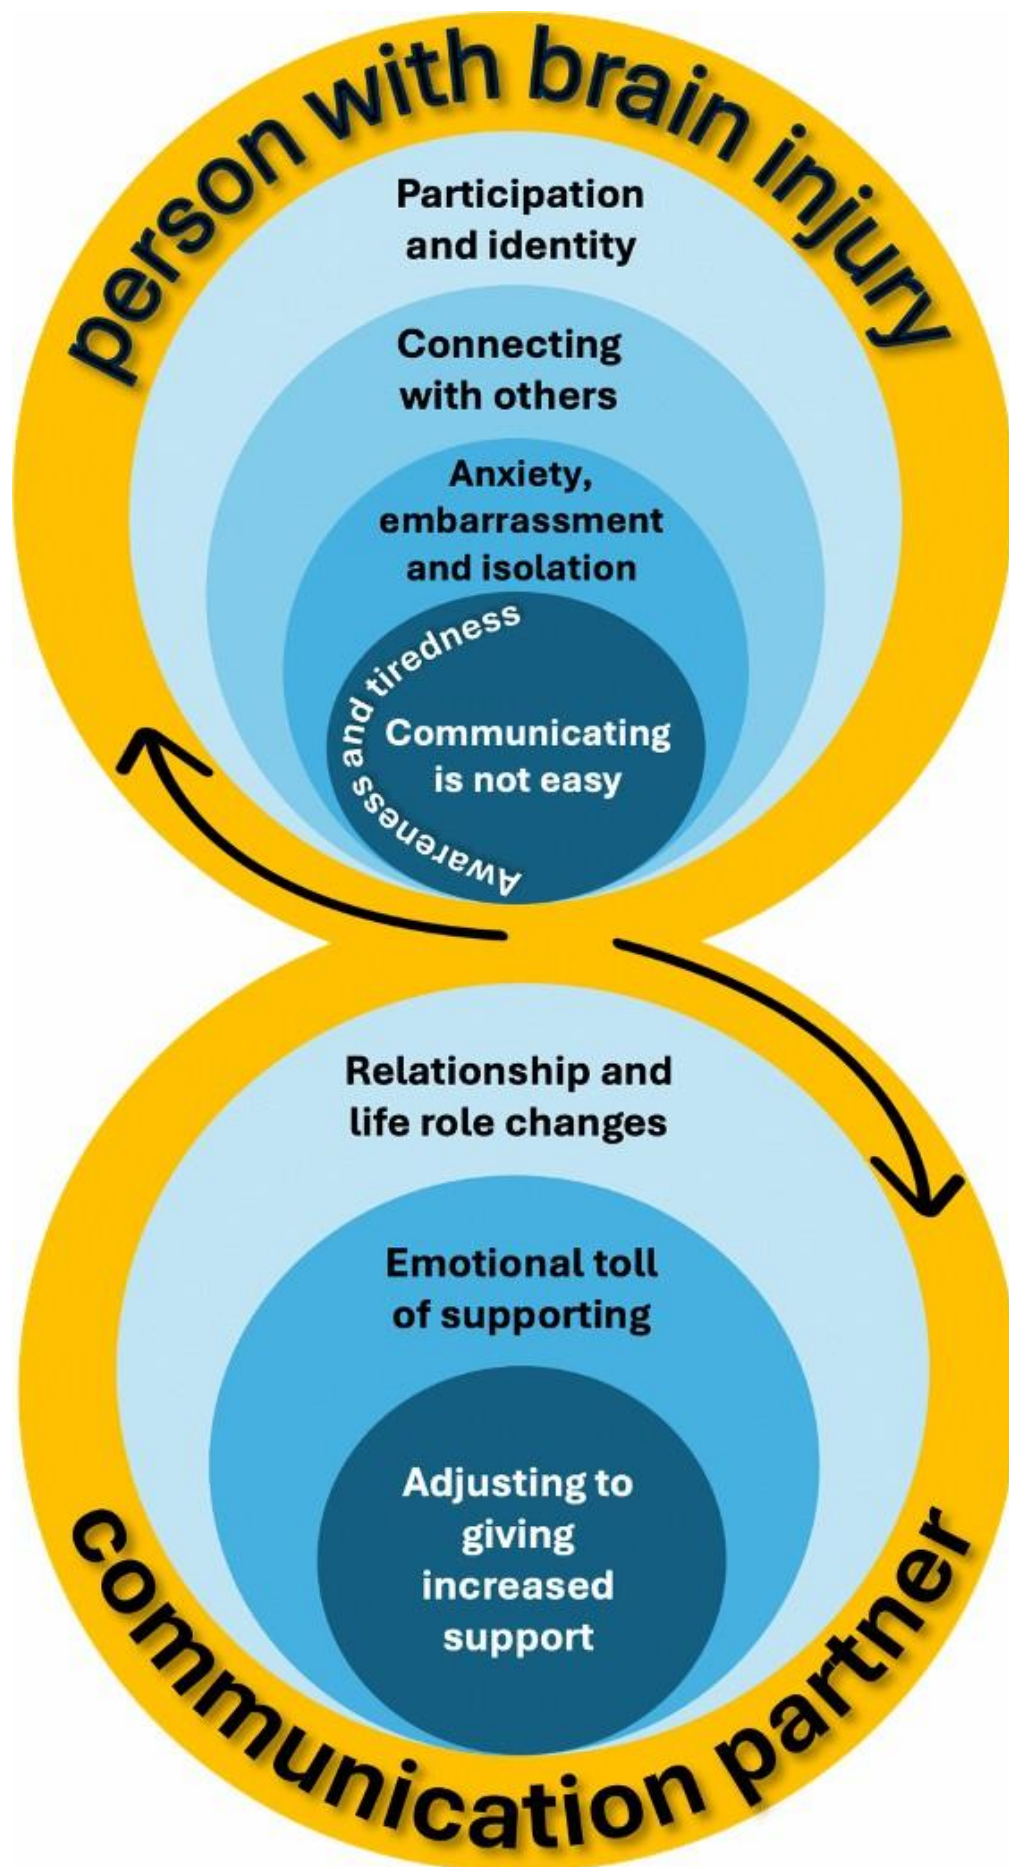 person with brain injury
Participation
and identity
Connecting
with others
Anxiety,
embarrassment
and isolation
Awareness and tiredness
Communicating
is not easy
Relationship and
life role changes
Emotional toll
of supporting
Adjusting to
giving
increased
support
communication partner